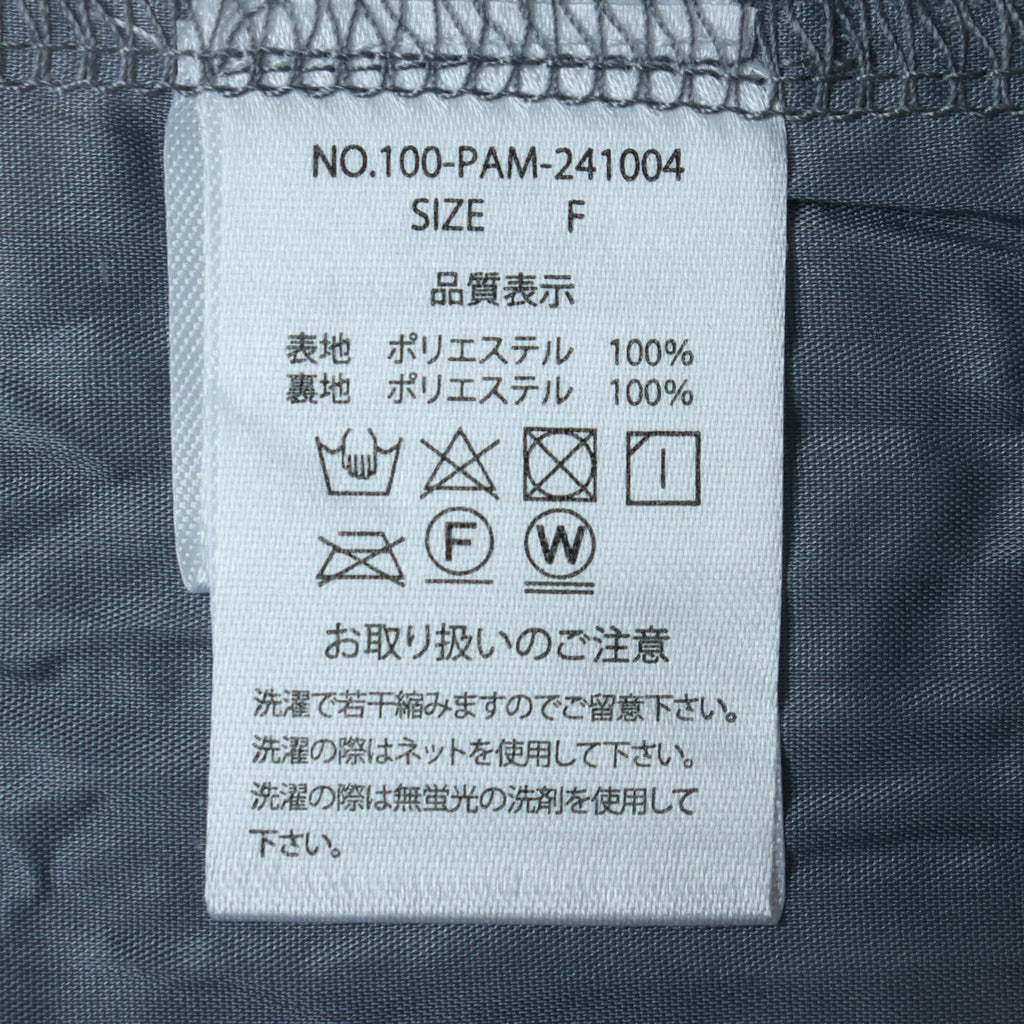 NO.100-PAM-241004
SIZE F
品質表示
表地 ポリエステル 100%
裏地 ポリエステル 100%
F W
お取り扱いのご注意
洗濯で若干縮みますのでご留意下さい。
洗濯の際はネットを使用して下さい。
洗濯の際は無蛍光の洗剤を使用して
下さい。